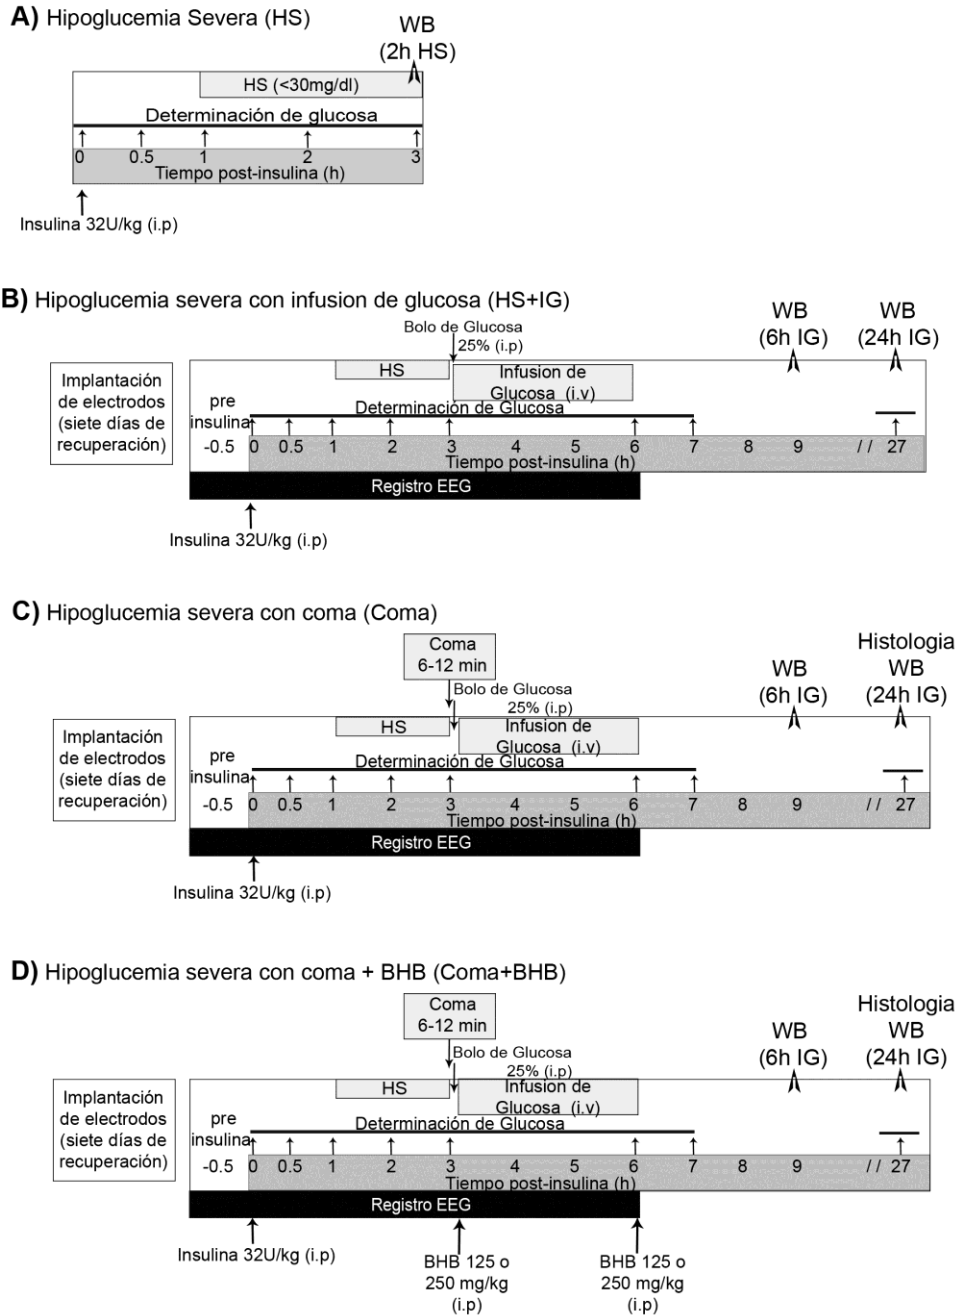 A) Hipoglucemia Severa (HS)
WB
(2h HS)
HS (<30mg/dl)
Determinación de glucosa
0 0.5 1 2 3
Tiempo post-insulina (h)
Insulina 32U/kg (i.p)
B) Hipoglucemia severa con infusion de glucosa (HS+IG)
Bolo de Glucosa
25% (i.p)
WB
(6h IG)
WB
(24h IG)
Implantación
de electrodos
(siete días de
recuperación)
HS
Infusion de
Glucosa (i.v)
pre
insulina
Determinación de Glucosa
-0.5 0 0.5 1 2 3 4 5 6 7 8 9 // 27
Tiempo post-insulina (h)
Registro EEG
Insulina 32U/kg (i.p)
C) Hipoglucemia severa con coma (Coma)
Coma
6-12 min
Bolo de Glucosa
25% (i.p)
WB
(6h IG)
Histologia
WB
(24h IG)
Implantación
de electrodos
(siete días de
recuperación)
HS
Infusion de
Glucosa (i.v)
pre
insulina
Determinación de Glucosa
-0.5 0 0.5 1 2 3 4 5 6 7 8 9 // 27
Tiempo post-insulina (h)
Registro EEG
Insulina 32U/kg (i.p)
D) Hipoglucemia severa con coma + BHB (Coma+BHB)
Coma
6-12 min
Bolo de Glucosa
25% (i.p)
WB
(6h IG)
Histologia
WB
(24h IG)
Implantación
de electrodos
(siete días de
recuperación)
HS
Infusion de
Glucosa (i.v)
pre
insulina
Determinación de Glucosa
-0.5 0 0.5 1 2 3 4 5 6 7 8 9 // 27
Tiempo post-insulina (h)
Registro EEG
Insulina 32U/kg (i.p)
BHB 125 o
250 mg/kg
(i.p)
BHB 125 o
250 mg/kg
(i.p)